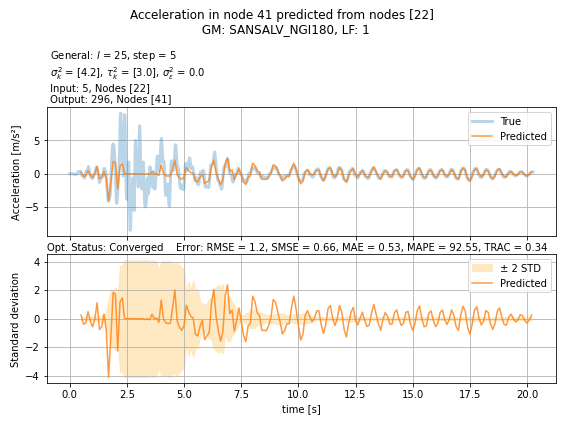 Acceleration in node 41 predicted from nodes [22]
GM: SANSALV_NGI180, LF: 1
General: l = 25, step = 5
σ²ₖ = [4.2], τ²ₖ = [3.0], σ²_ε = 0.0
Input: 5, Nodes [22]
Output: 296, Nodes [41]
True
Predicted
Acceleration [m/s²]
5
0
−5
Opt. Status: Converged Error: RMSE = 1.2, SMSE = 0.66, MAE = 0.53, MAPE = 92.55, TRAC = 0.34
± 2 STD
Predicted
Standard deviation
4
2
0
−2
−4
0.0 2.5 5.0 7.5 10.0 12.5 15.0 17.5 20.0
time [s]